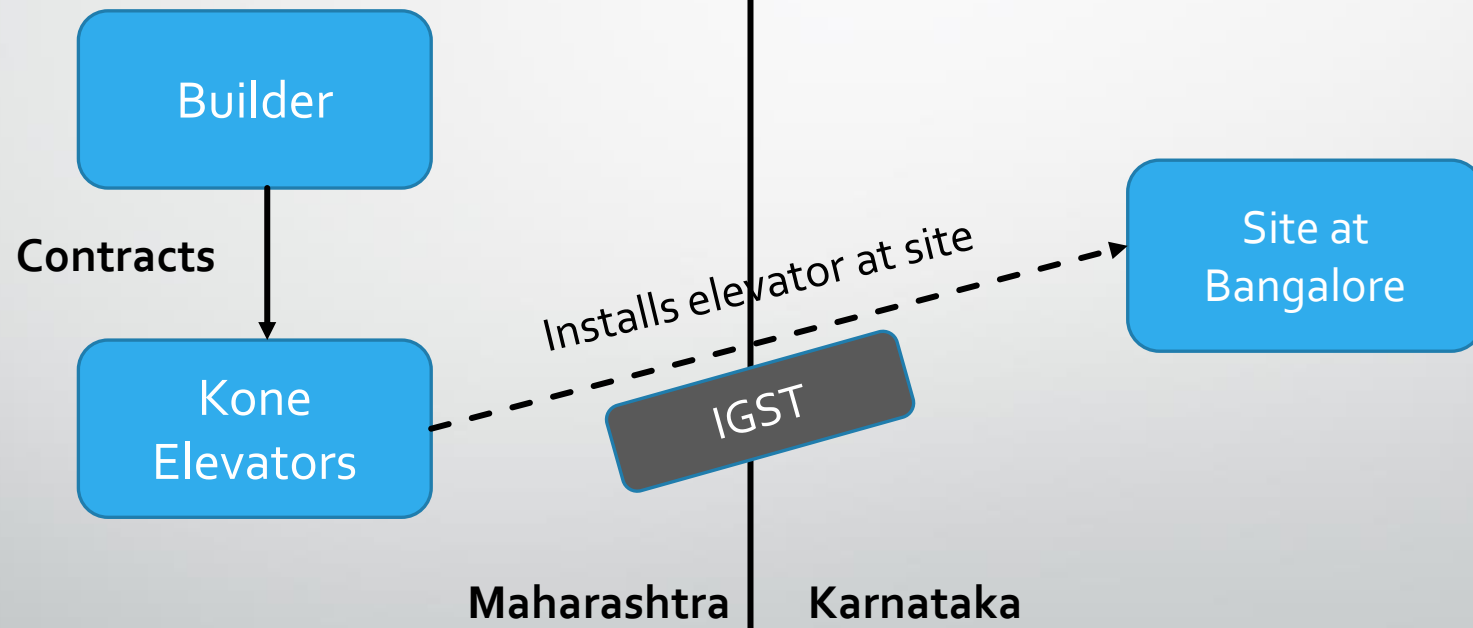 Builder
Contracts
Kone
Elevators
Installs elevator at site
IGST
Site at
Bangalore
Maharashtra
Karnataka